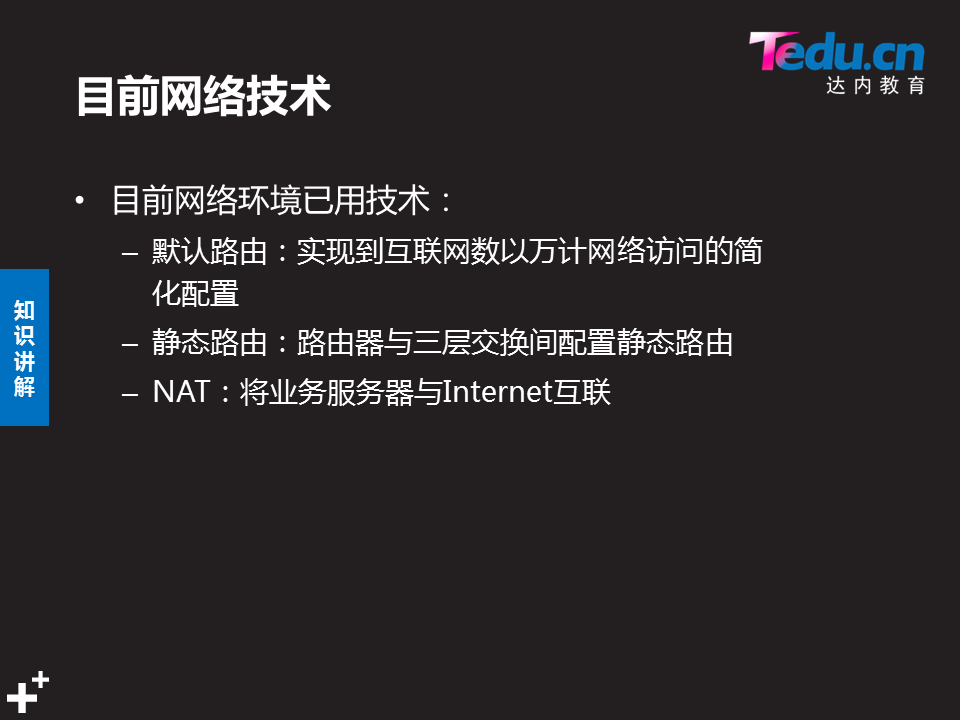 Tedu.cn
达内教育
目前网络技术
• 目前网络环境已用技术：
– 默认路由：实现到互联网数以万计网络访问的简
化配置
– 静态路由：路由器与三层交换间配置静态路由
– NAT：将业务服务器与Internet互联
知
识
讲
解